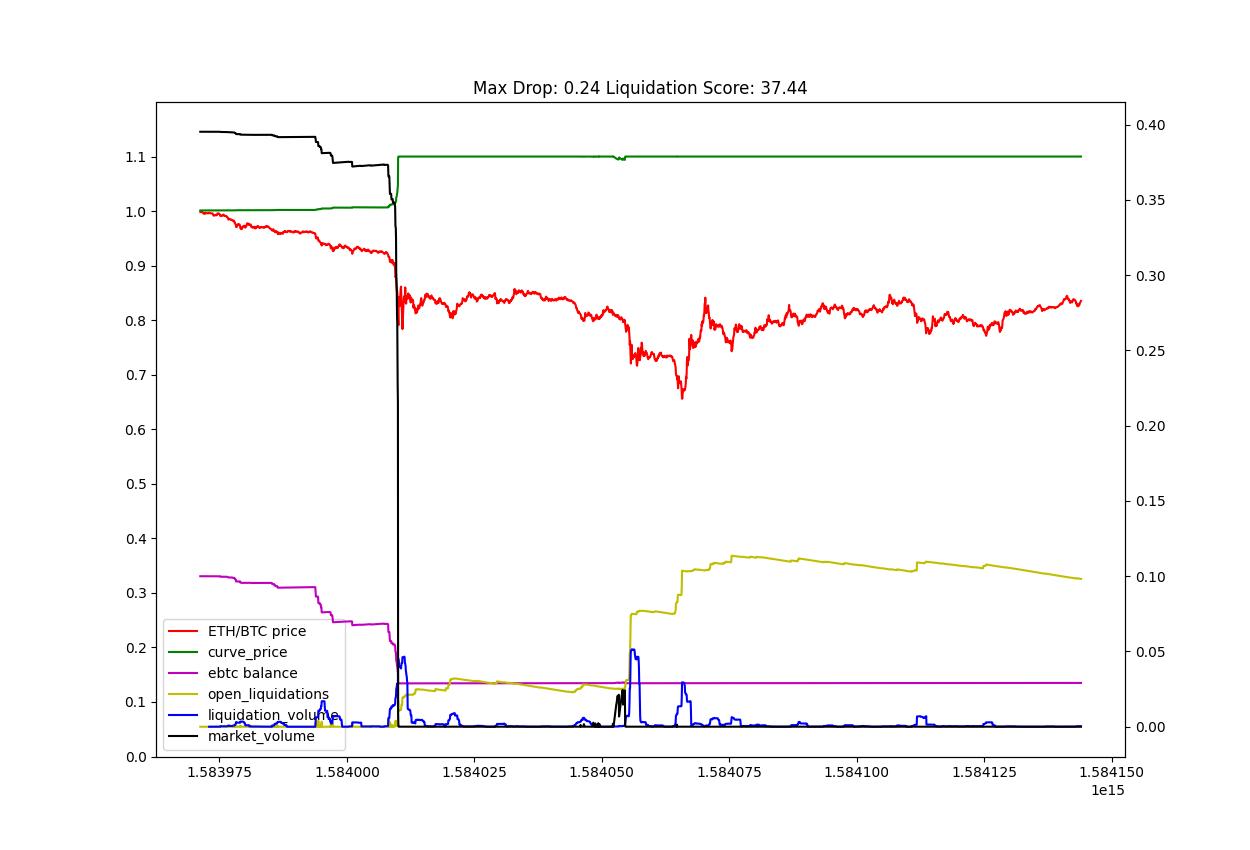 Max Drop: 0.24 Liquidation Score: 37.44
1.1
1.0
0.9
0.8
0.7
0.6
0.5
0.4
0.3
0.2
0.1
0.0
0.40
0.35
0.30
0.25
0.20
0.15
0.10
0.05
0.00
ETH/BTC price
curve_price
ebtc balance
open_liquidations
liquidation_volume
market_volume
1.583975 1.584000 1.584025 1.584050 1.584075 1.584100 1.584125 1.584150
1e15